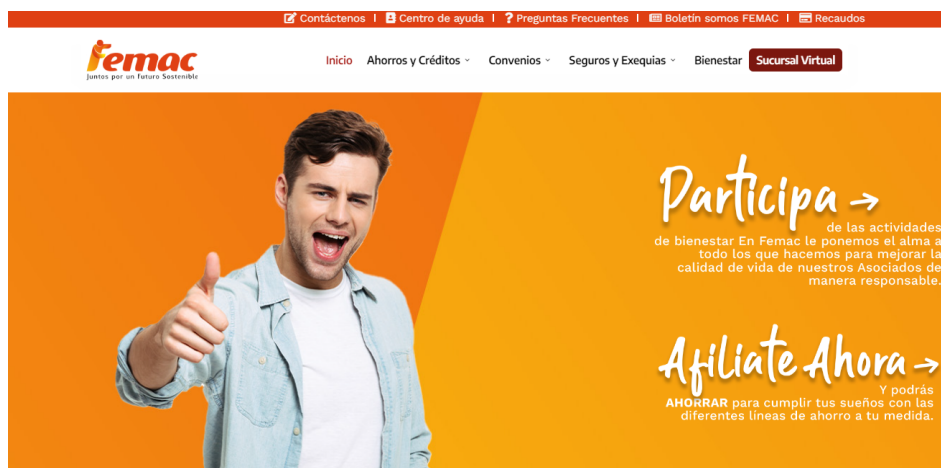 Contáctenos | Centro de ayuda | ? Preguntas Frecuentes | Boletín somos FEMAC | Recaudos
femac
Juntos por un futuro Sostenible
Inicio Ahorros y Créditos Convenios Seguros y Exequias Bienestar Sucursal Virtual
Participa →
de las actividades
de bienestar En Femac le ponemos el alma a
todo los que hacemos para mejorar la
calidad de vida de nuestros Asociados de
manera responsable.
Afiliate Ahora →
Y podrás
AHORRAR para cumplir tus sueños con las
diferentes líneas de ahorro a tu medida.